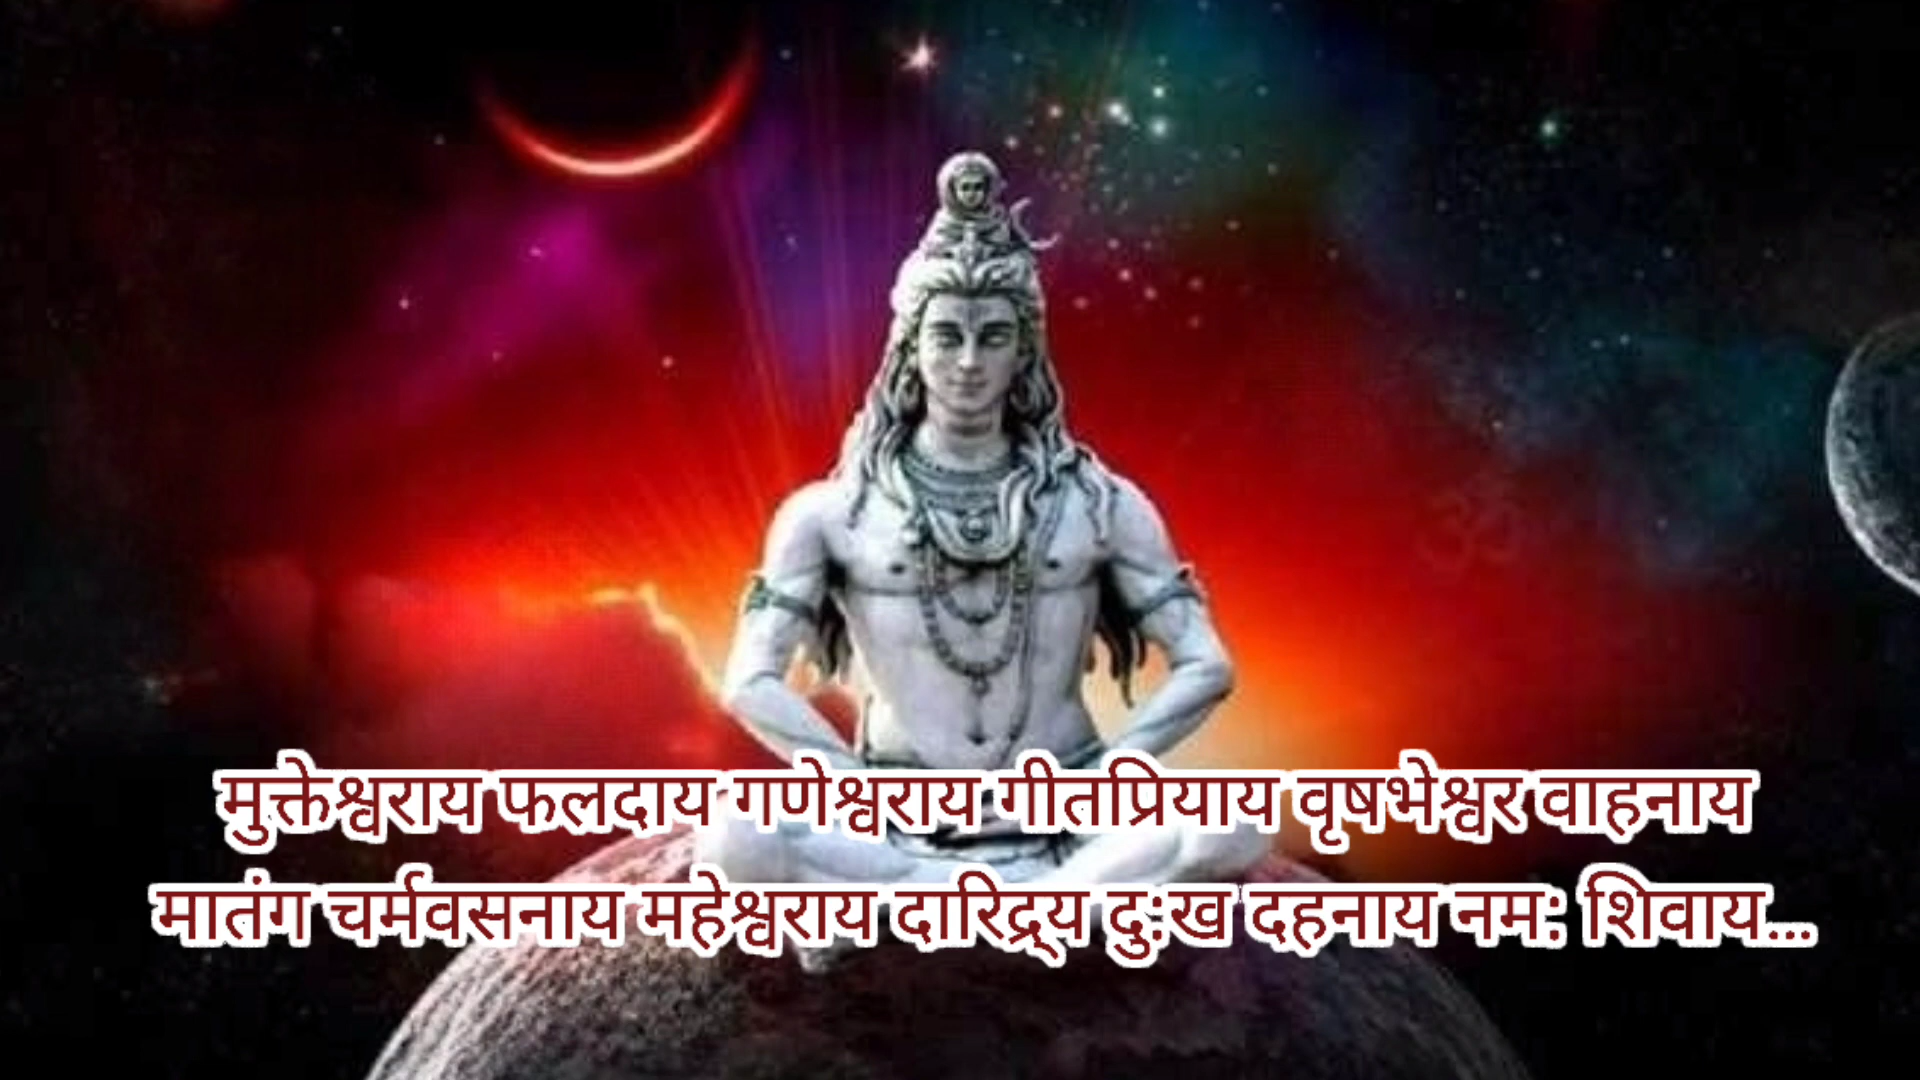 मुक्तेश्वराय फलदाय गणेश्वराय गीतप्रियाय वृषभेश्वर वाहनाय
मातंग चर्मवसनाय महेश्वराय दारिद्र्य दुःख दहनाय नमः शिवाय...